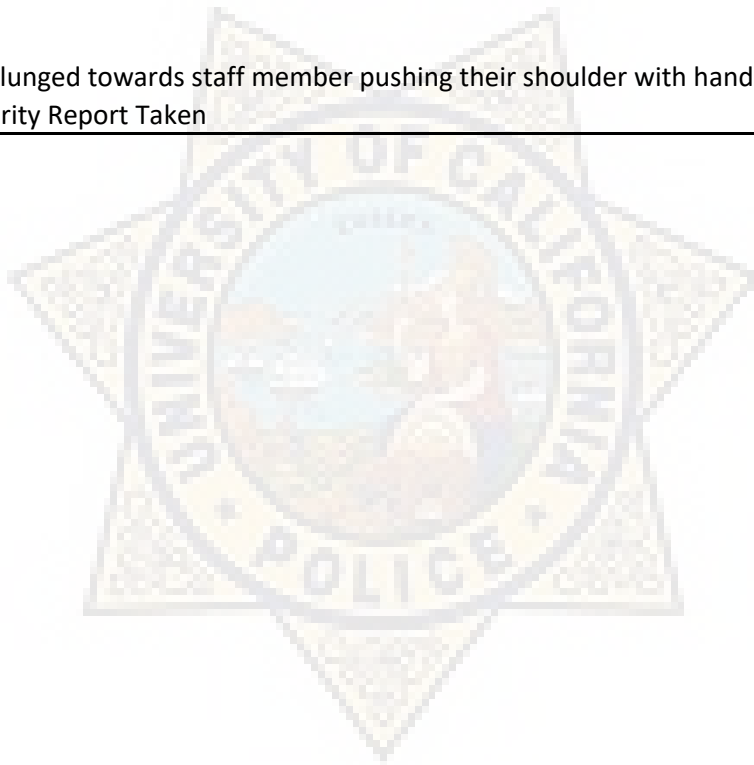 lunged towards staff member pushing their shoulder with hand
rity Report Taken
UNIVERSITY OF CALIFORNIA
POLICE